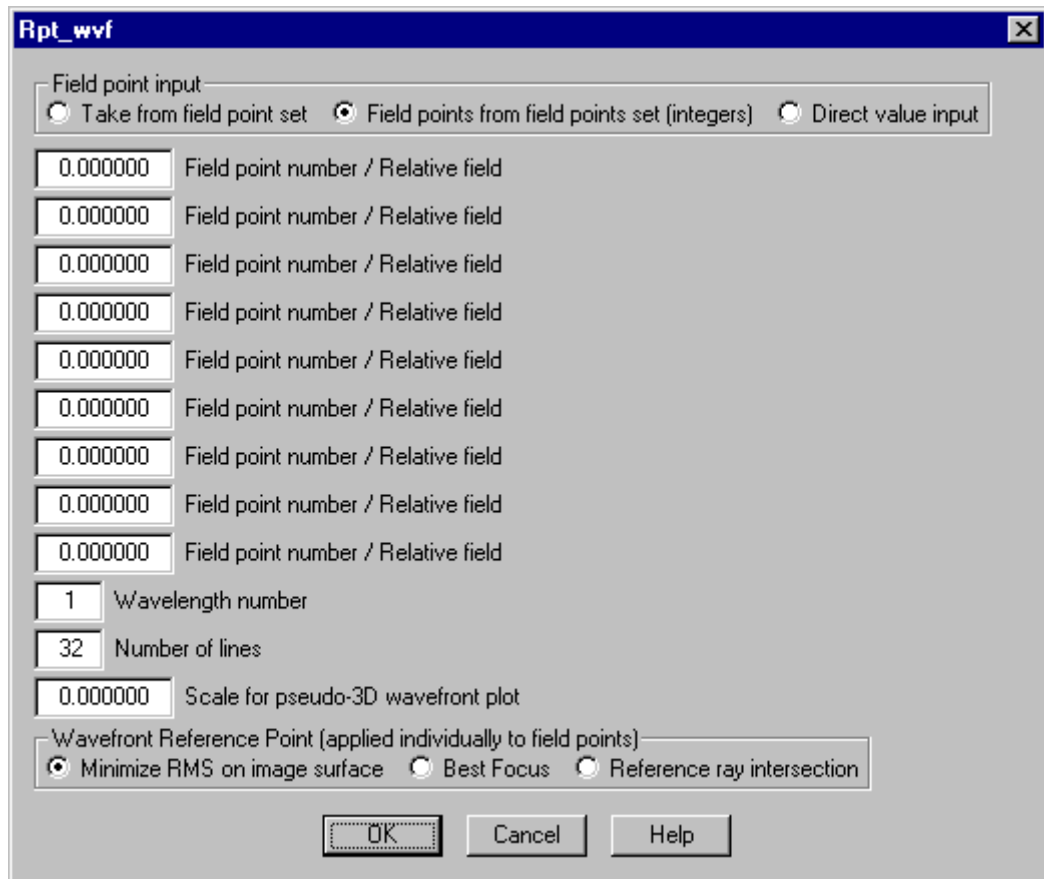 Rpt_wvf
Field point input
Take from field point set Field points from field points set (integers) Direct value input
0.000000 Field point number / Relative field
0.000000 Field point number / Relative field
0.000000 Field point number / Relative field
0.000000 Field point number / Relative field
0.000000 Field point number / Relative field
0.000000 Field point number / Relative field
0.000000 Field point number / Relative field
0.000000 Field point number / Relative field
0.000000 Field point number / Relative field
1 Wavelength number
32 Number of lines
0.000000 Scale for pseudo-3D wavefront plot
Wavefront Reference Point (applied individually to field points)
Minimize RMS on image surface Best Focus Reference ray intersection
OK Cancel Help